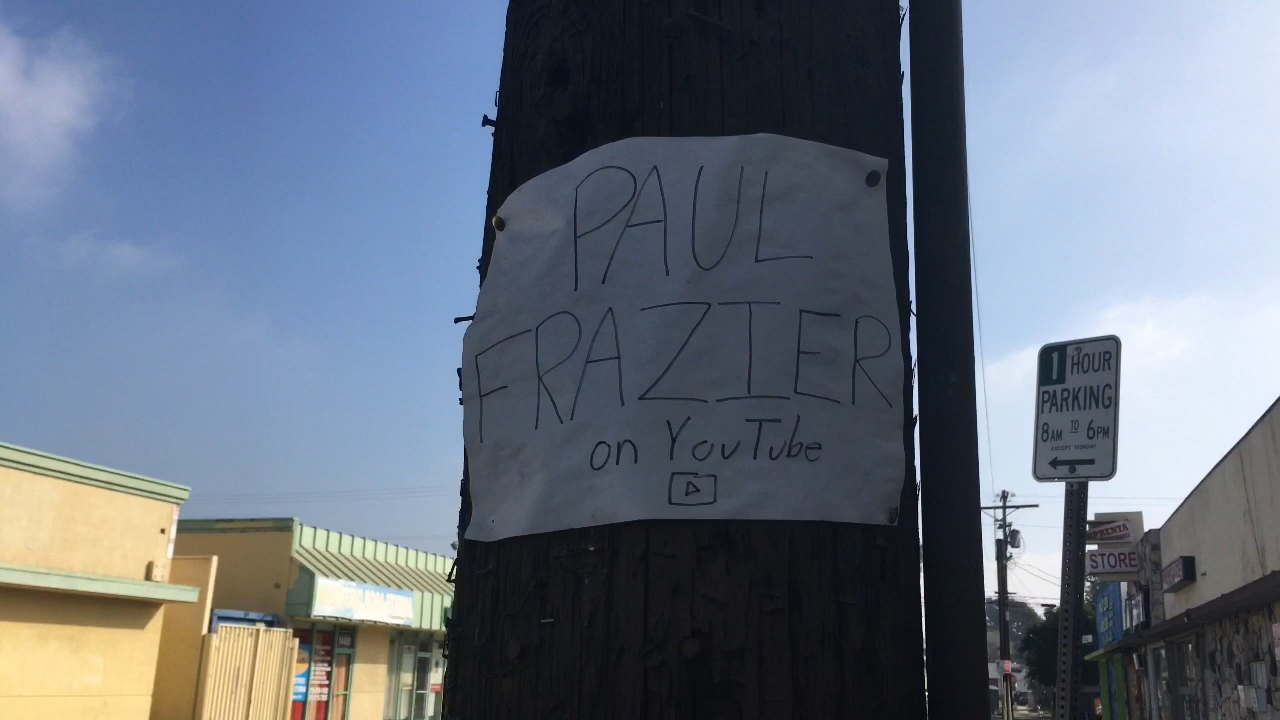 PAUL
FRAZIER
on YouTube
1 HOUR
PARKING
8AM TO 6PM
EXCEPT SUNDAY
STORE